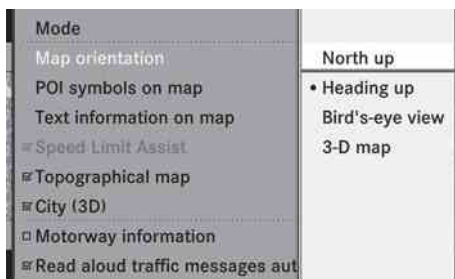 Mode
Map orientation
POI symbols on map
Text information on map
Speed Limit Assist
Topographical map
City (3D)
Motorway information
Read aloud traffic messages aut
North up
• Heading up
Bird's-eye view
3-D map